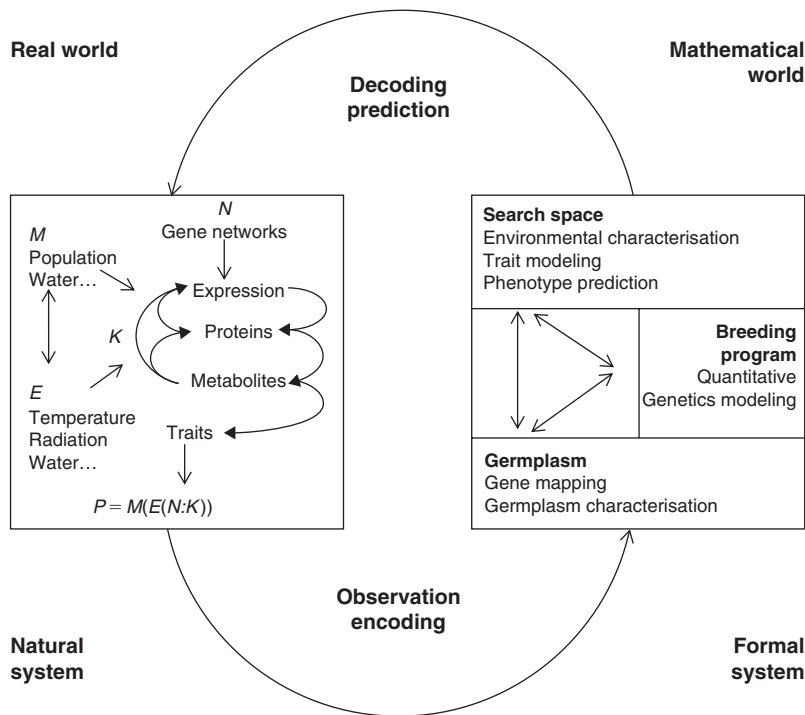 Real world
Mathematical
world
Decoding
prediction
N
Gene networks
M
Population
Water…
Expression
K
Proteins
Metabolites
E
Temperature
Radiation
Water…
Traits
P = M(E(N:K))
Search space
Environmental characterisation
Trait modeling
Phenotype prediction
Breeding
program
Quantitative
Genetics modeling
Germplasm
Gene mapping
Germplasm characterisation
Observation
encoding
Natural
system
Formal
system